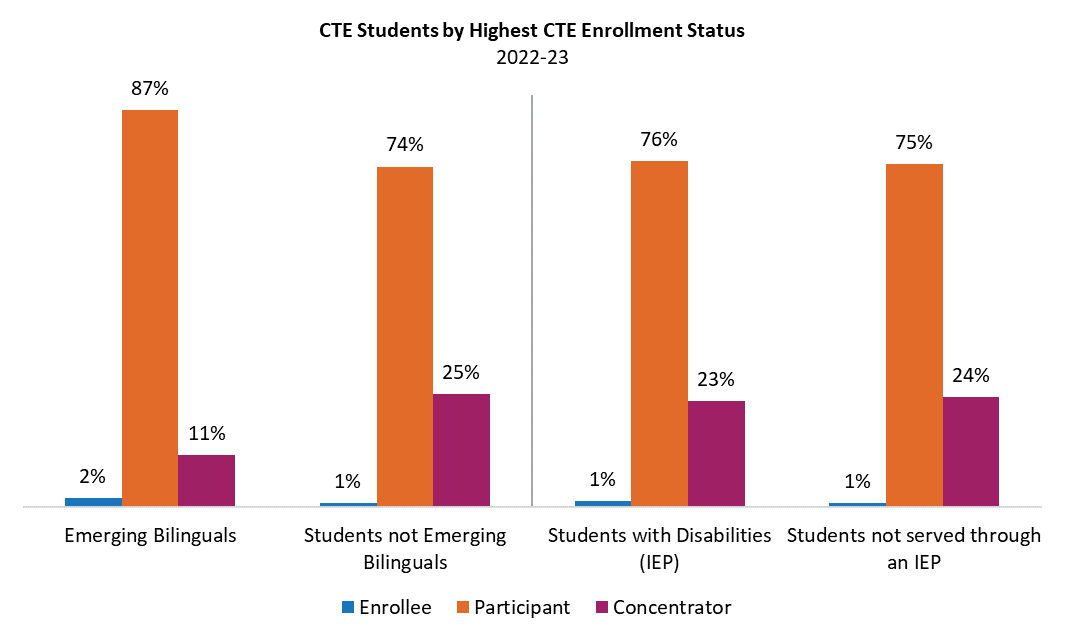 CTE Students by Highest CTE Enrollment Status
2022-23
87%
74%
76%
75%
25%
23%
24%
11%
2%
1%
1%
1%
Emerging Bilinguals
Students not Emerging
Bilinguals
Students with Disabilities
(IEP)
Students not served through
an IEP
Enrollee
Participant
Concentrator